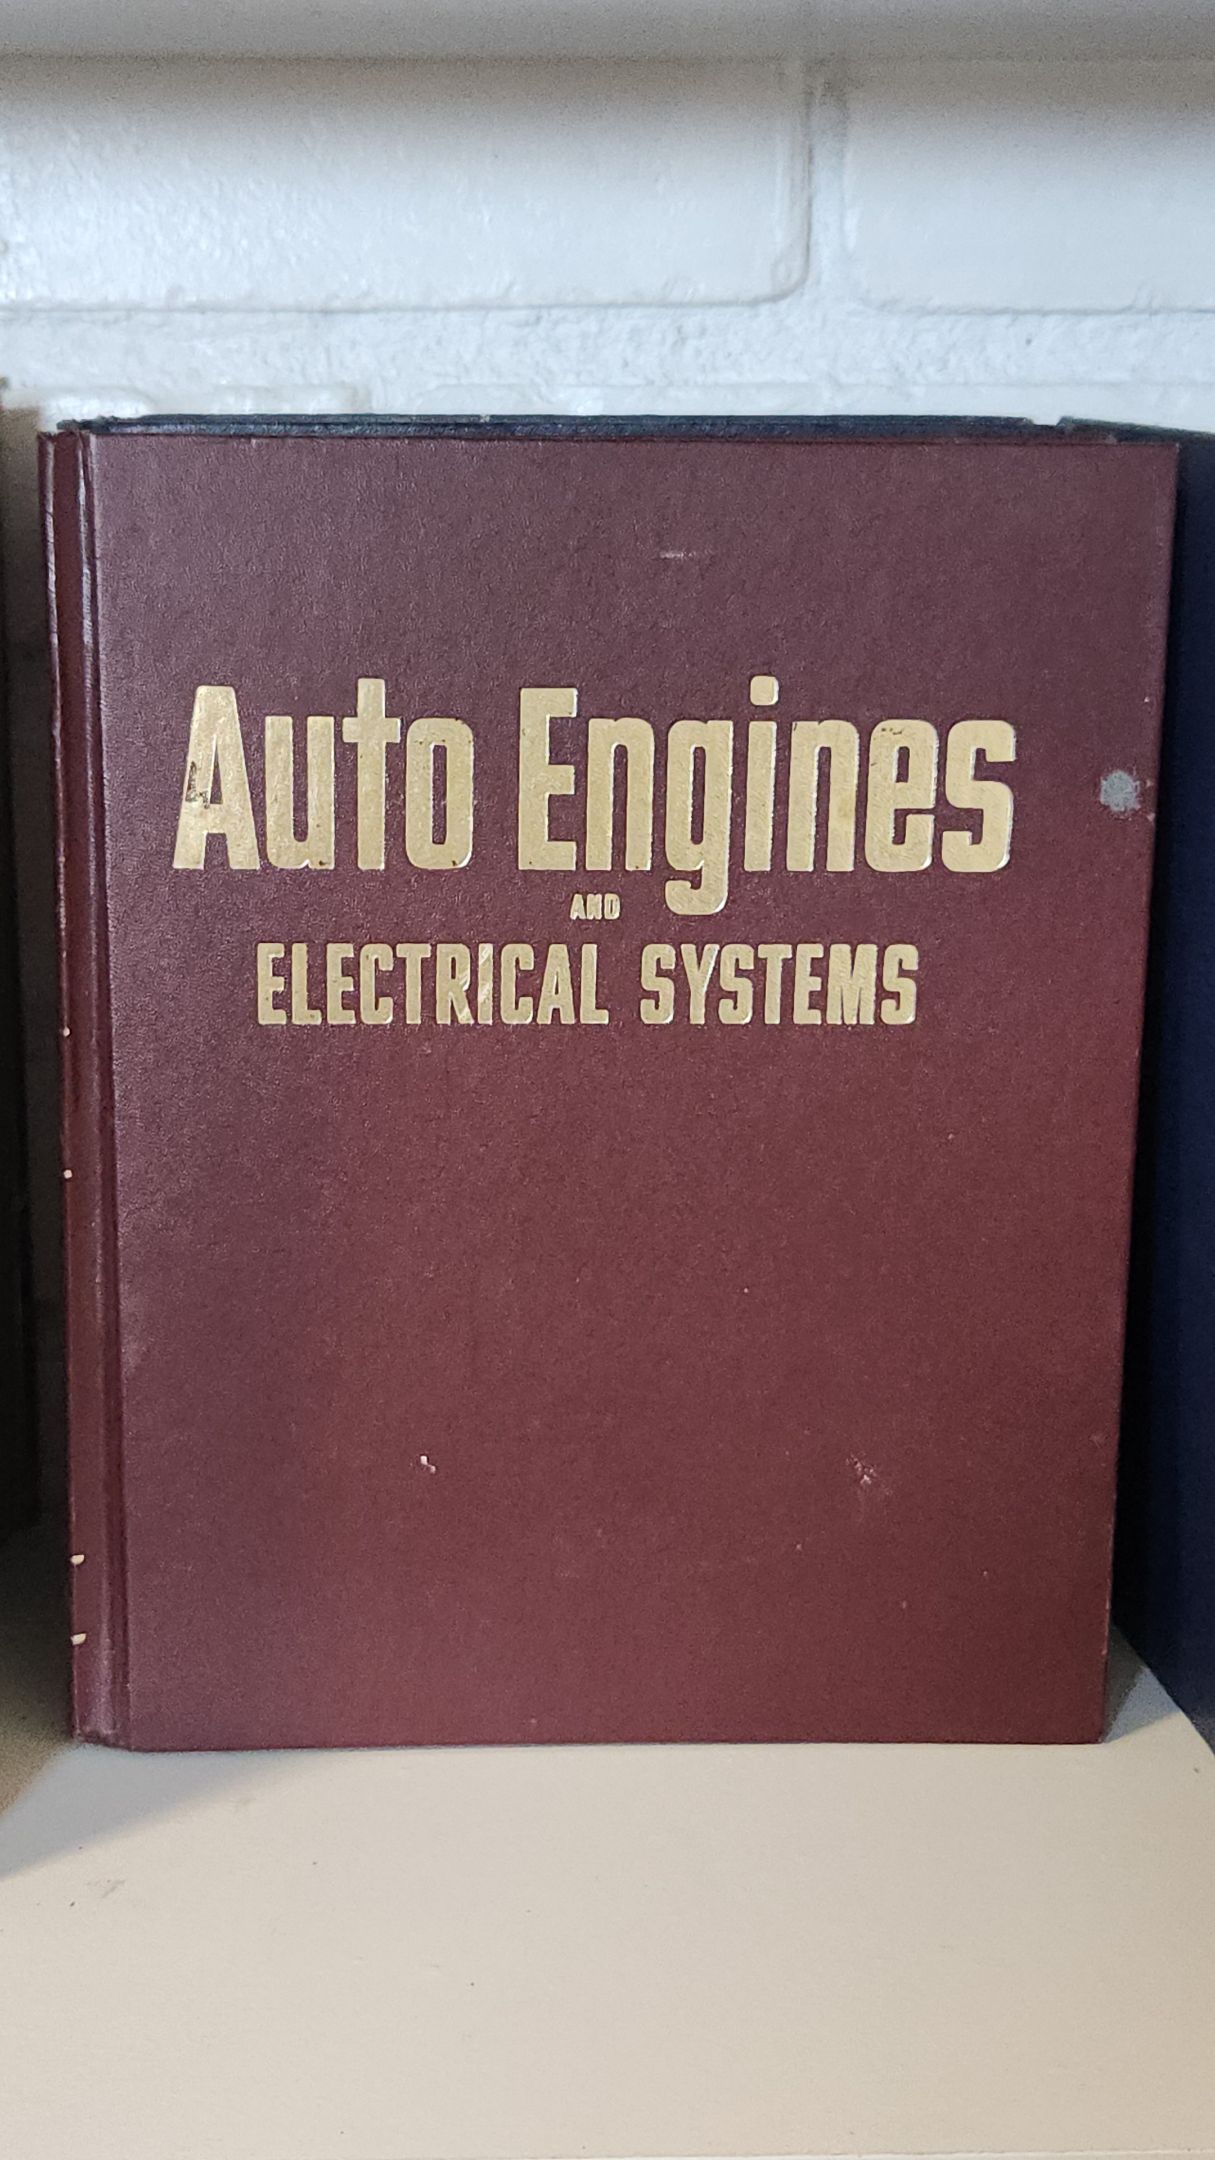 Auto Engines
AND
ELECTRICAL SYSTEMS